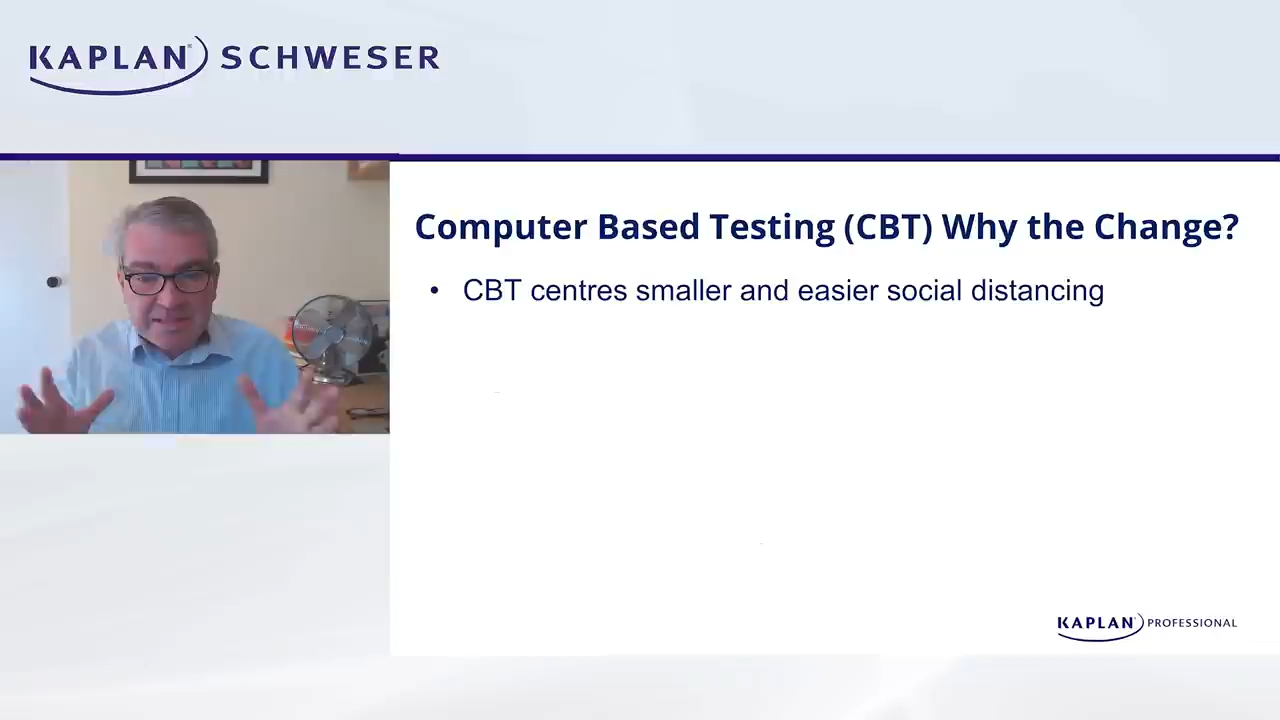 KAPLAN SCHWESER
Computer Based Testing (CBT) Why the Change?
• CBT centres smaller and easier social distancing
KAPLAN PROFESSIONAL